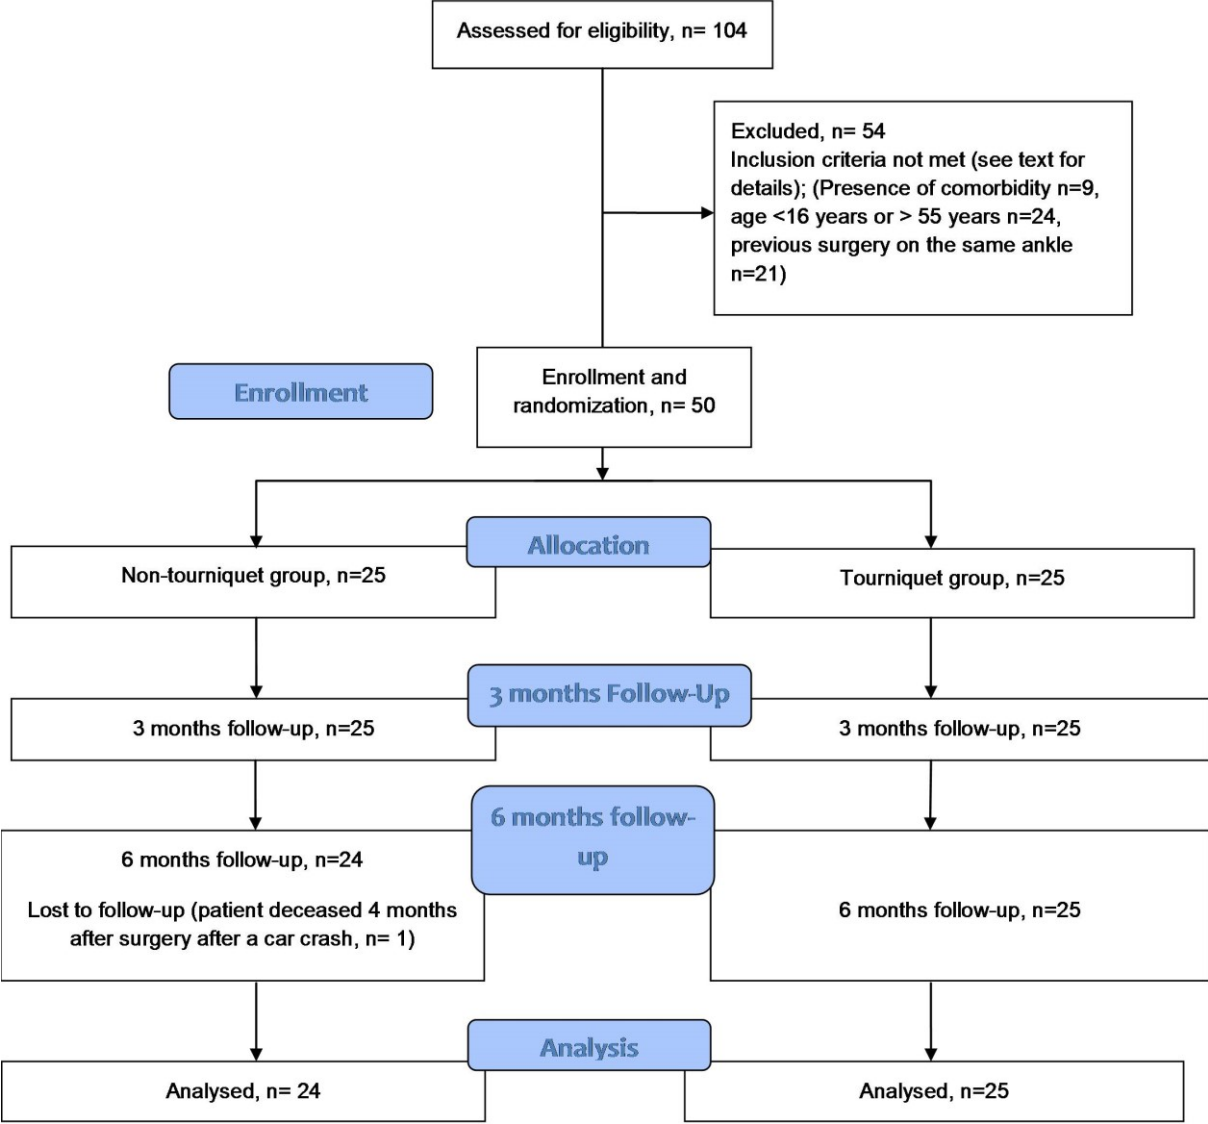 Assessed for eligibility, n= 104
Excluded, n= 54
Inclusion criteria not met (see text for
details); (Presence of comorbidity n=9,
age <16 years or > 55 years n=24,
previous surgery on the same ankle
n=21)
Enrollment
Enrollment and
randomization, n= 50
Allocation
Non-tourniquet group, n=25
Tourniquet group, n=25
3 months Follow-Up
3 months follow-up, n=25
3 months follow-up, n=25
6 months follow-
up
6 months follow-up, n=24
Lost to follow-up (patient deceased 4 months
after surgery after a car crash, n= 1)
6 months follow-up, n=25
Analysis
Analysed, n= 24
Analysed, n=25